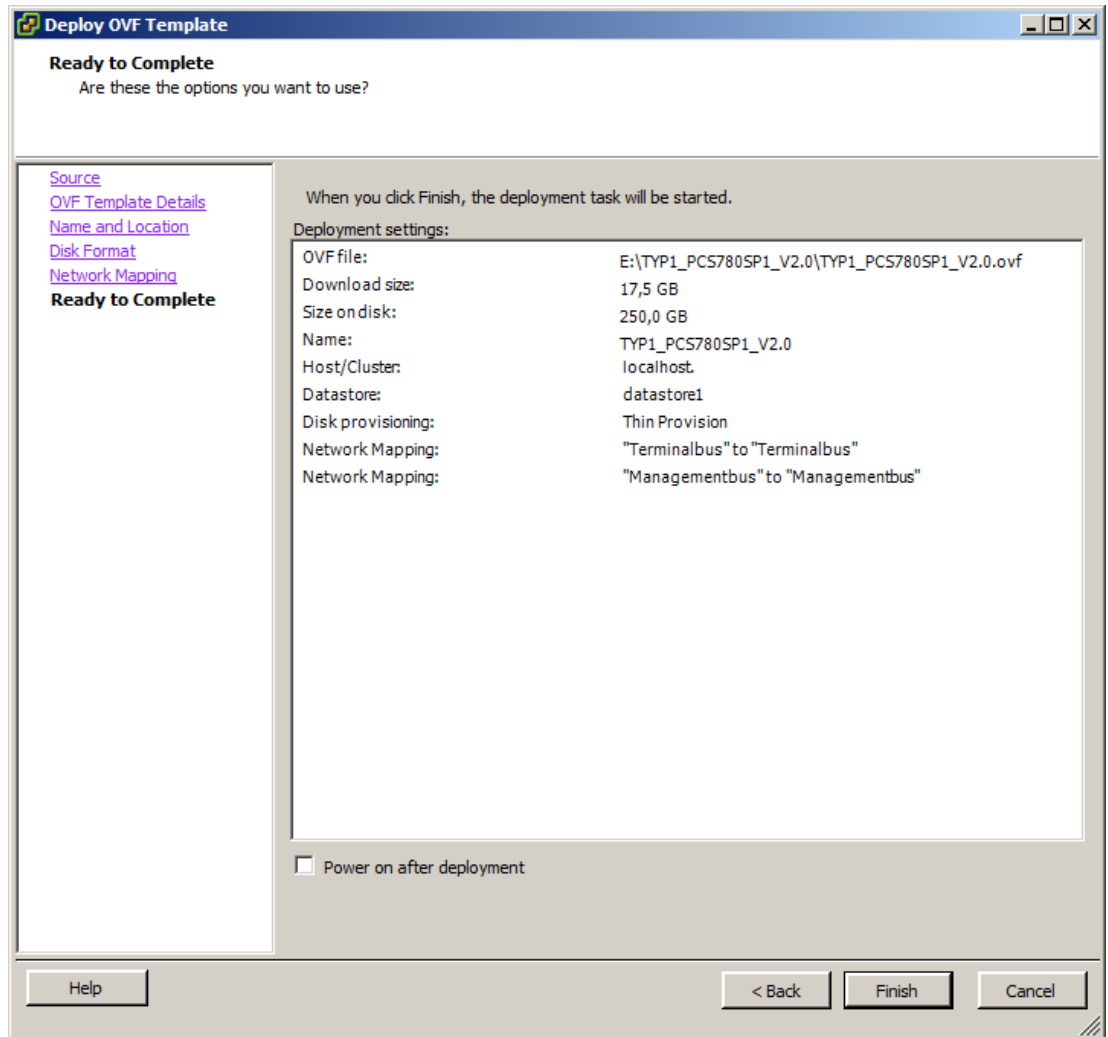 Deploy OVF Template
Ready to Complete
Are these the options you want to use?
Source
OVF Template Details
Name and Location
Disk Format
Network Mapping
Ready to Complete
When you click Finish, the deployment task will be started.
Deployment settings:
OVF file: E:\TYP1_PCS780SP1_V2.0\TYP1_PCS780SP1_V2.0.ovf
Download size: 17,5 GB
Size on disk: 250,0 GB
Name: TYP1_PCS780SP1_V2.0
Host/Cluster: localhost.
Datastore: datastore1
Disk provisioning: Thin Provision
Network Mapping: "Terminalbus" to "Terminalbus"
Network Mapping: "Managementbus" to "Managementbus"
Power on after deployment
Help < Back Finish Cancel